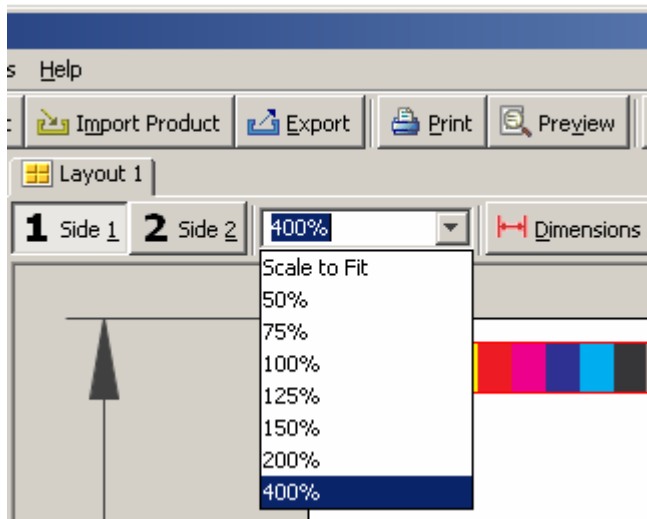 s Help
Import Product Export Print Preview
Layout 1
1 Side 1 2 Side 2 400% Dimensions
Scale to Fit
50%
75%
100%
125%
150%
200%
400%